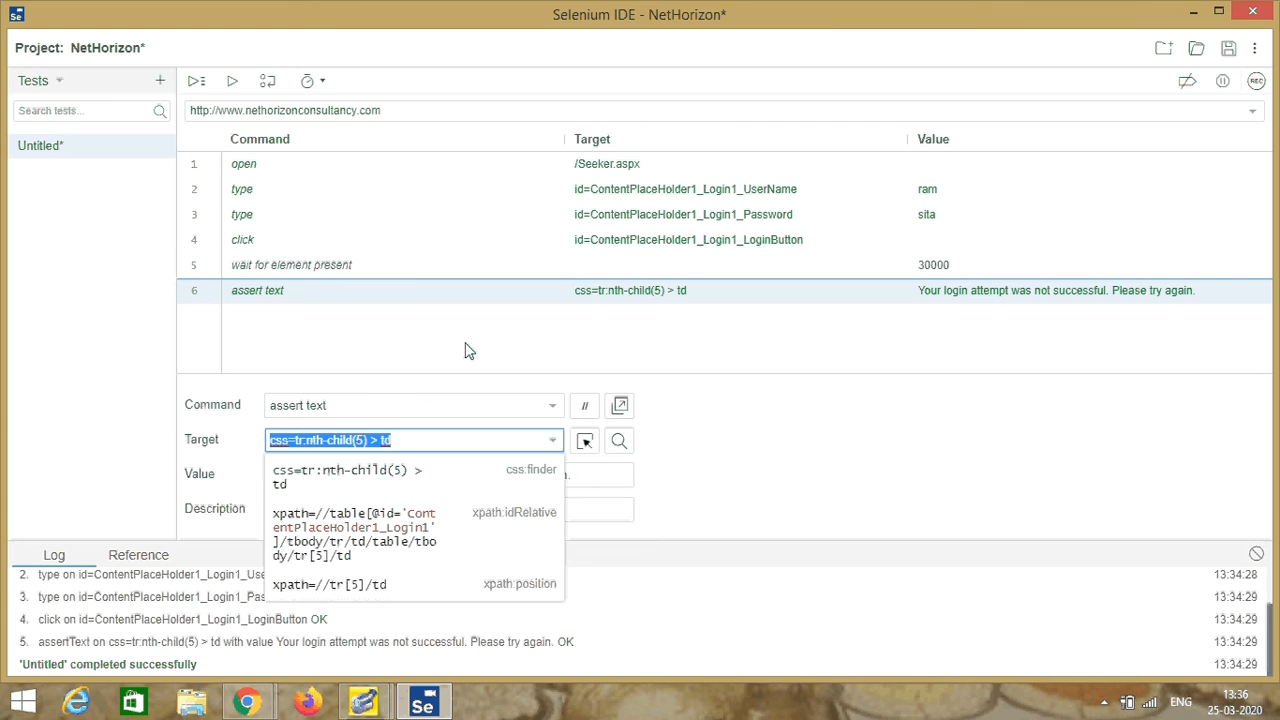 Selenium IDE - NetHorizon*
Project: NetHorizon*
Tests
Search tests...
Untitled*
http://www.nethorizonconsultancy.com
Command Target Value
1 open /Seeker.aspx
2 type id=ContentPlaceHolder1_Login1_UserName ram
3 type id=ContentPlaceHolder1_Login1_Password sita
4 click id=ContentPlaceHolder1_Login1_LoginButton
5 wait for element present 30000
6 assert text css=tr:nth-child(5) > td Your login attempt was not successful. Please try again.
Command assert text //
Target css=tr:nth-child(5) > td
Value
Description
css=tr:nth-child(5) > css:finder
td
xpath=//table[@id='Cont xpath:idRelative
entPlaceHolder1_Login1'
]/tbody/tr/td/table/tbo
dy/tr[5]/td
xpath=//tr[5]/td xpath:position
Log Reference
2. type on id=ContentPlaceHolder1_Login1_Use 13:34:28
3. type on id=ContentPlaceHolder1_Login1_Pas 13:34:29
4. click on id=ContentPlaceHolder1_Login1_LoginButton OK 13:34:29
5. assertText on css=tr:nth-child(5) > td with value Your login attempt was not successful. Please try again. OK 13:34:29
'Untitled' completed successfully 13:34:29
REC
Se
Se
ENG
13:36
25-03-2020